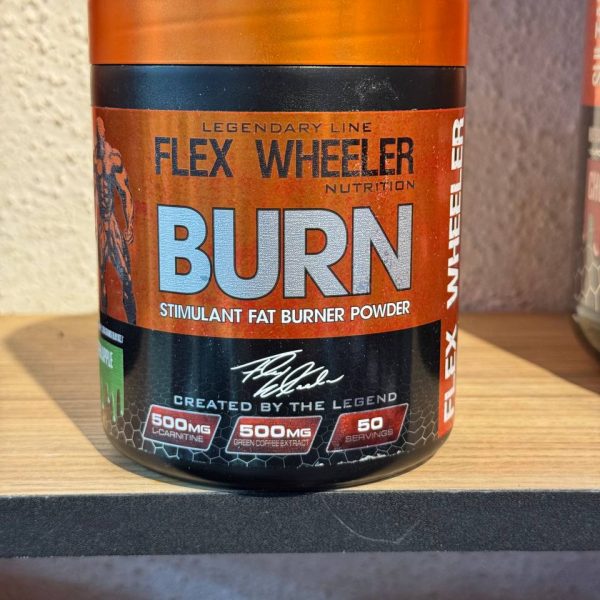 LEGENDARY LINE
FLEX WHEELER
NUTRITION
BURN
STIMULANT FAT BURNER POWDER
CREATED BY THE LEGEND
500MG
L-CARNITINE
500MG
GREEN COFFEE EXTRACT
50
SERVINGS
FLEX WHEELER